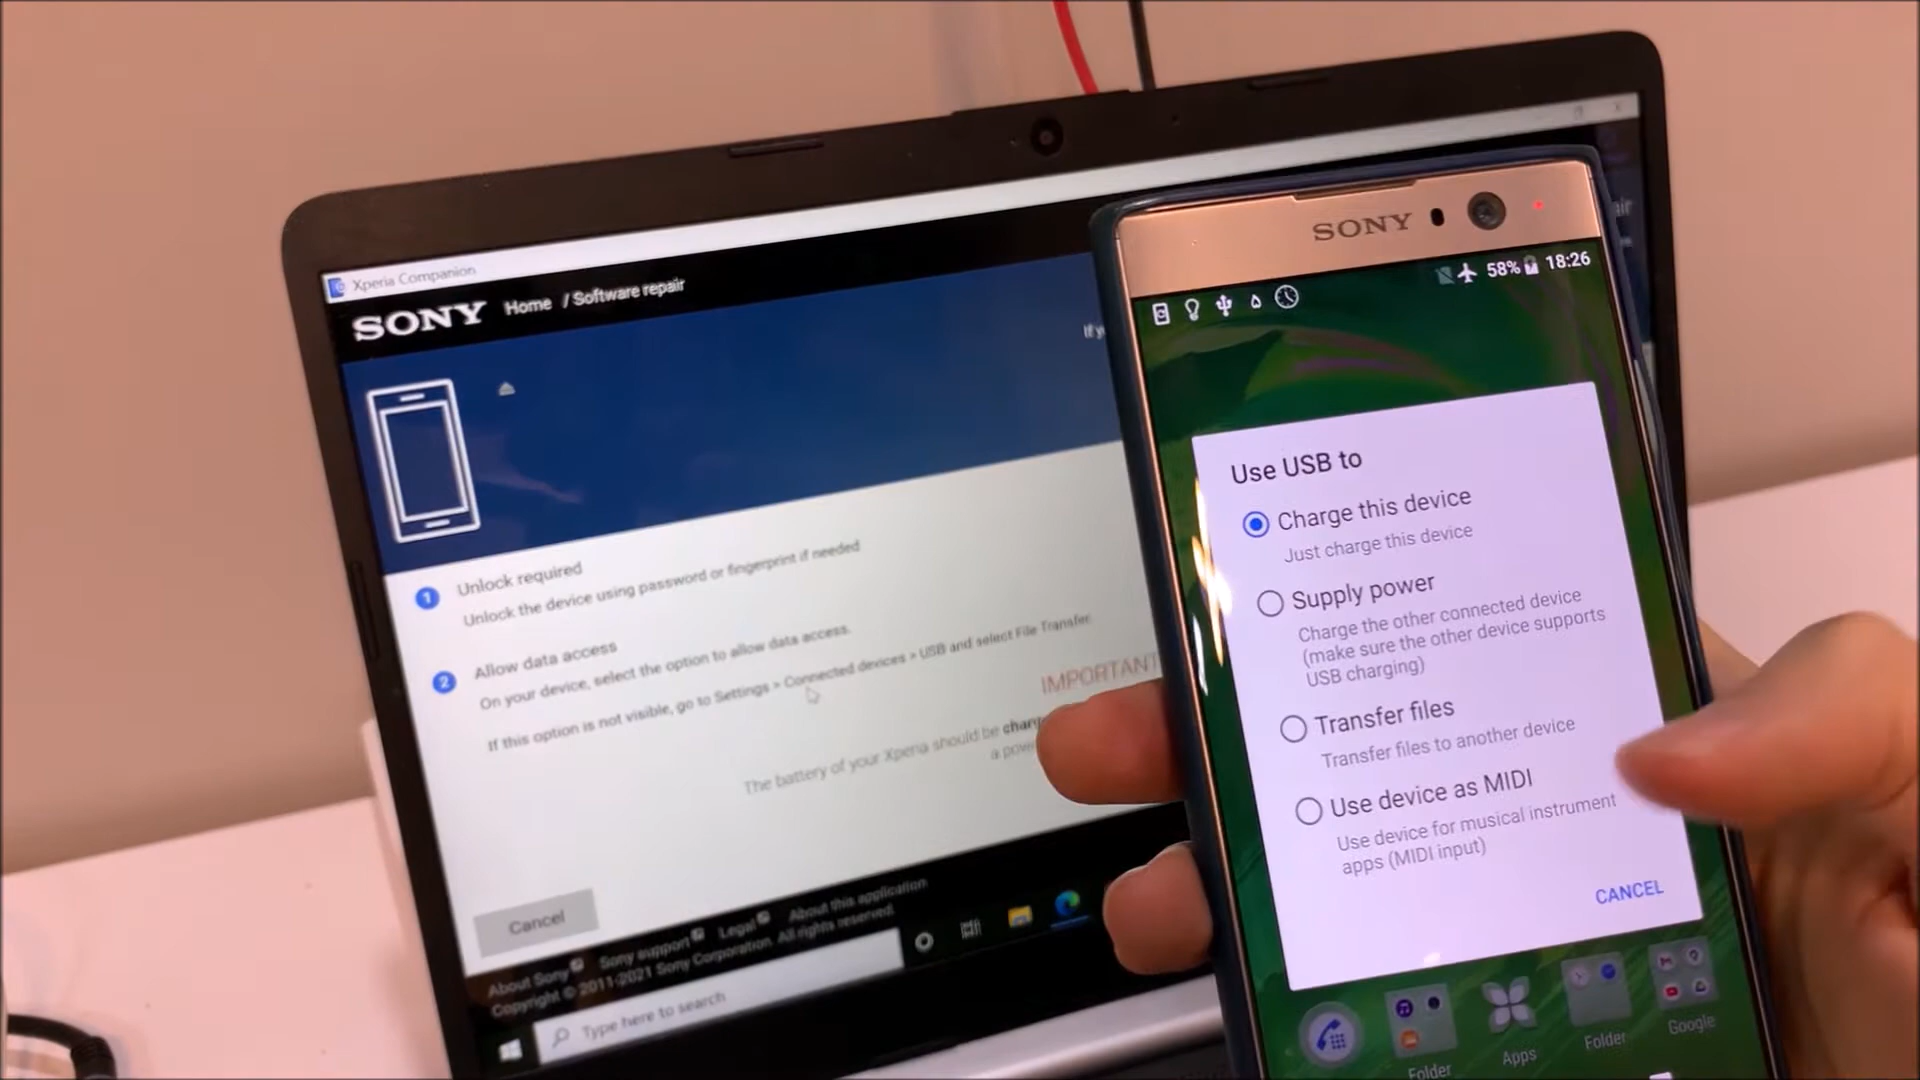 Xperia Companion
SONY
Home / Software repair
If
1
Unlock required
Unlock the device using password or fingerprint if needed
2
Allow data access
On your device, select the option to allow data access.
If this option is not visible, go to Settings > Connected devices > USB and select File Transfer
IMPORTANT
The battery of your Xperia should be
Cancel
About Sony
Sony support
Legal
About this application
Copyright © 2011-2021 Sony Corporation. All rights reserved.
Type here to search
SONY
58%
18:26
Use USB to
Charge this device
Just charge this device
Supply power
Charge the other connected device
(make sure the other device supports
USB charging)
Transfer files
Transfer files to another device
Use device as MIDI
Use device for musical instrument
apps (MIDI input)
CANCEL
Folder
Apps
Folder
Google